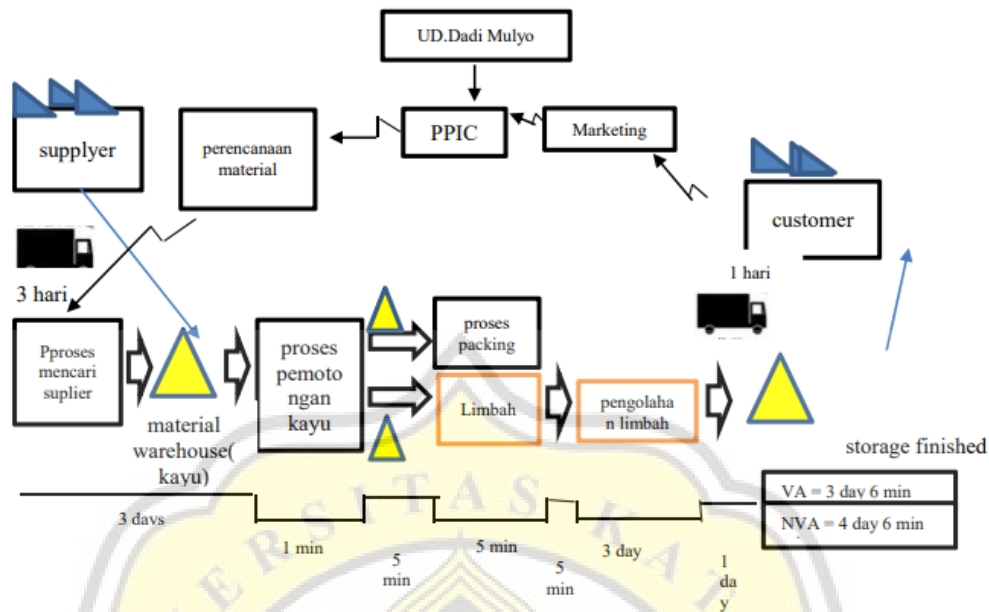 UD.Dadi Mulyo
PPIC
Marketing
supplyer
perencanaan
material
customer
3 hari
1 hari
Pproses
mencari
suplier
proses
pemoto
ngan
kayu
proses
packing
Limbah
pengolaha
n limbah
material
warehouse(
kayu)
storage finished
3 days
1 min
5
min
5 min
5
min
3 day
1
da
y
VA = 3 day 6 min
NVA = 4 day 6 min
ERSITAS KAT